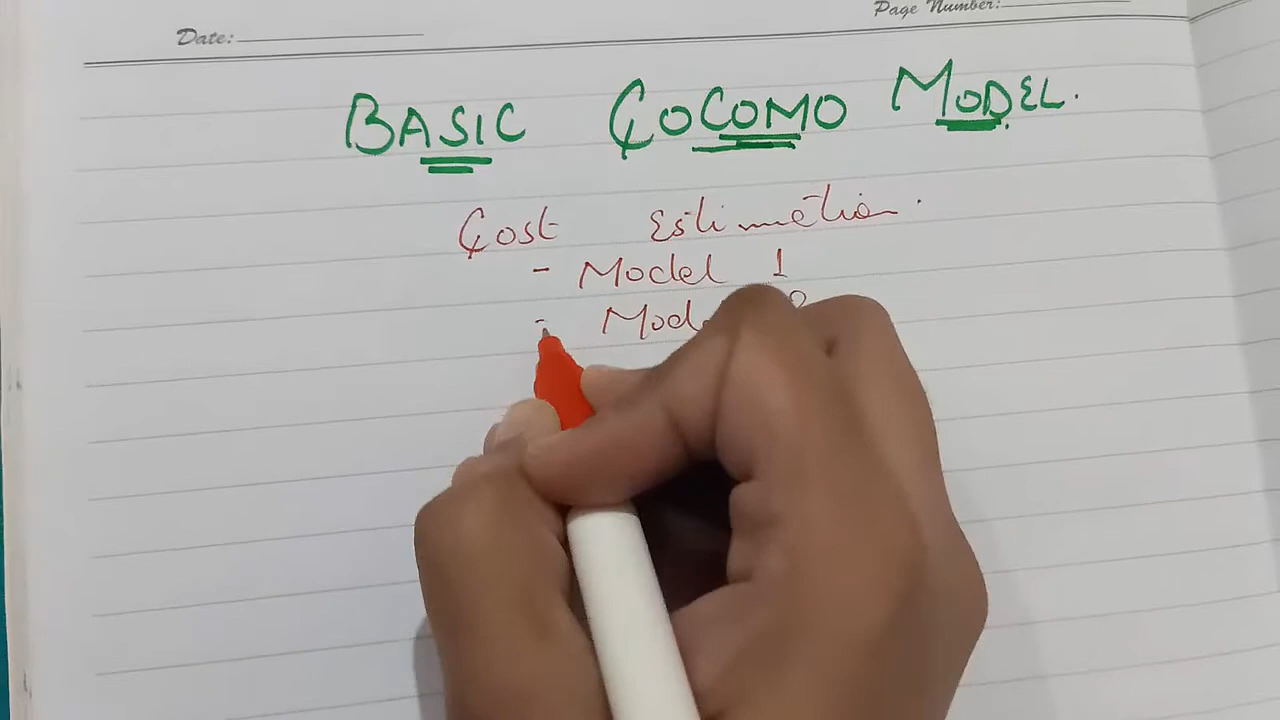 Page Number:
Date:
BASIC COCOMO MODEL.
Cost Estimation.
- Model 1
-